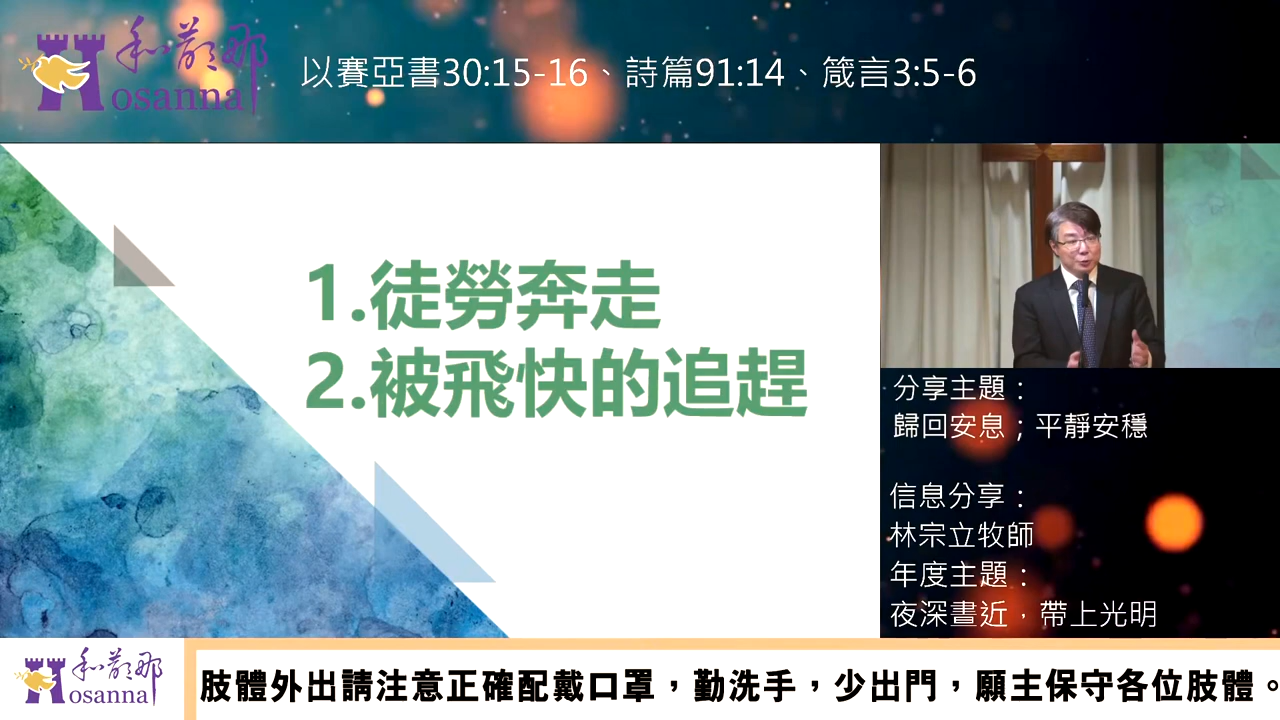 和散那
Hosanna
以賽亞書30:15-16、詩篇91:14、箴言3:5-6
1.徒勞奔走
2.被飛快的追趕
分享主題：
歸回安息；平靜安穩
信息分享：
林宗立牧師
年度主題：
夜深晝近，帶上光明
和散那
Hosanna
肢體外出請注意正確配戴口罩，勤洗手，少出門，願主保守各位肢體。